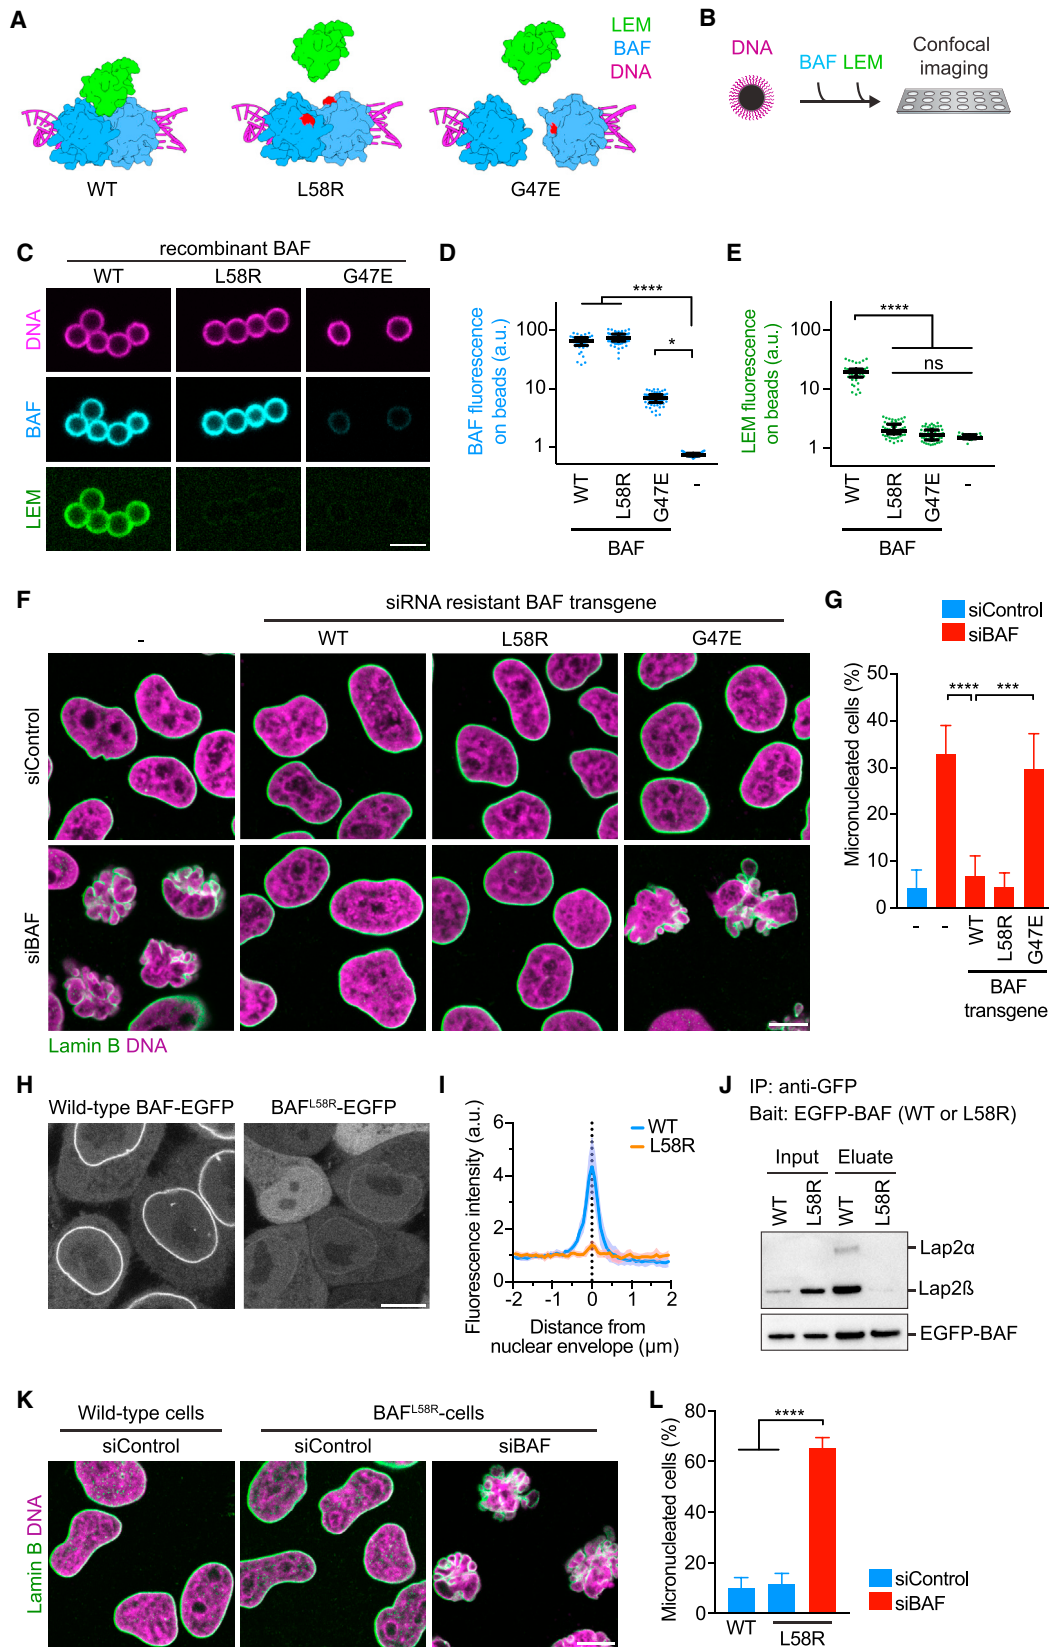 A
LEM
BAF
DNA
WT
L58R
G47E
B
DNA
BAF LEM
Confocal
imaging
C
recombinant BAF
WT
L58R
G47E
DNA
BAF
LEM
D
BAF fluorescence
on beads (a.u.)
100
10
1
****
*
WT
L58R
G47E
-
BAF
E
LEM fluorescence
on beads (a.u.)
100
10
1
****
ns
WT
L58R
G47E
-
BAF
F
siRNA resistant BAF transgene
-
WT
L58R
G47E
siControl
siBAF
Lamin B DNA
G
siControl
siBAF
Micronucleated cells (%)
50
40
30
20
10
0
****
***
-
-
WT
L58R
G47E
BAF
transgene
H
Wild-type BAF-EGFP
BAF^L58R-EGFP
I
Fluorescence intensity (a.u.)
6
4
2
0
WT
L58R
-2
-1
0
1
2
Distance from
nuclear envelope (µm)
J
IP: anti-GFP
Bait: EGFP-BAF (WT or L58R)
Input
Eluate
WT
L58R
WT
L58R
Lap2α
Lap2ß
EGFP-BAF
K
Wild-type cells
BAF^L58R-cells
siControl
siControl
siBAF
Lamin B DNA
L
Micronucleated cells (%)
80
60
40
20
0
****
WT
L58R
siControl
siBAF